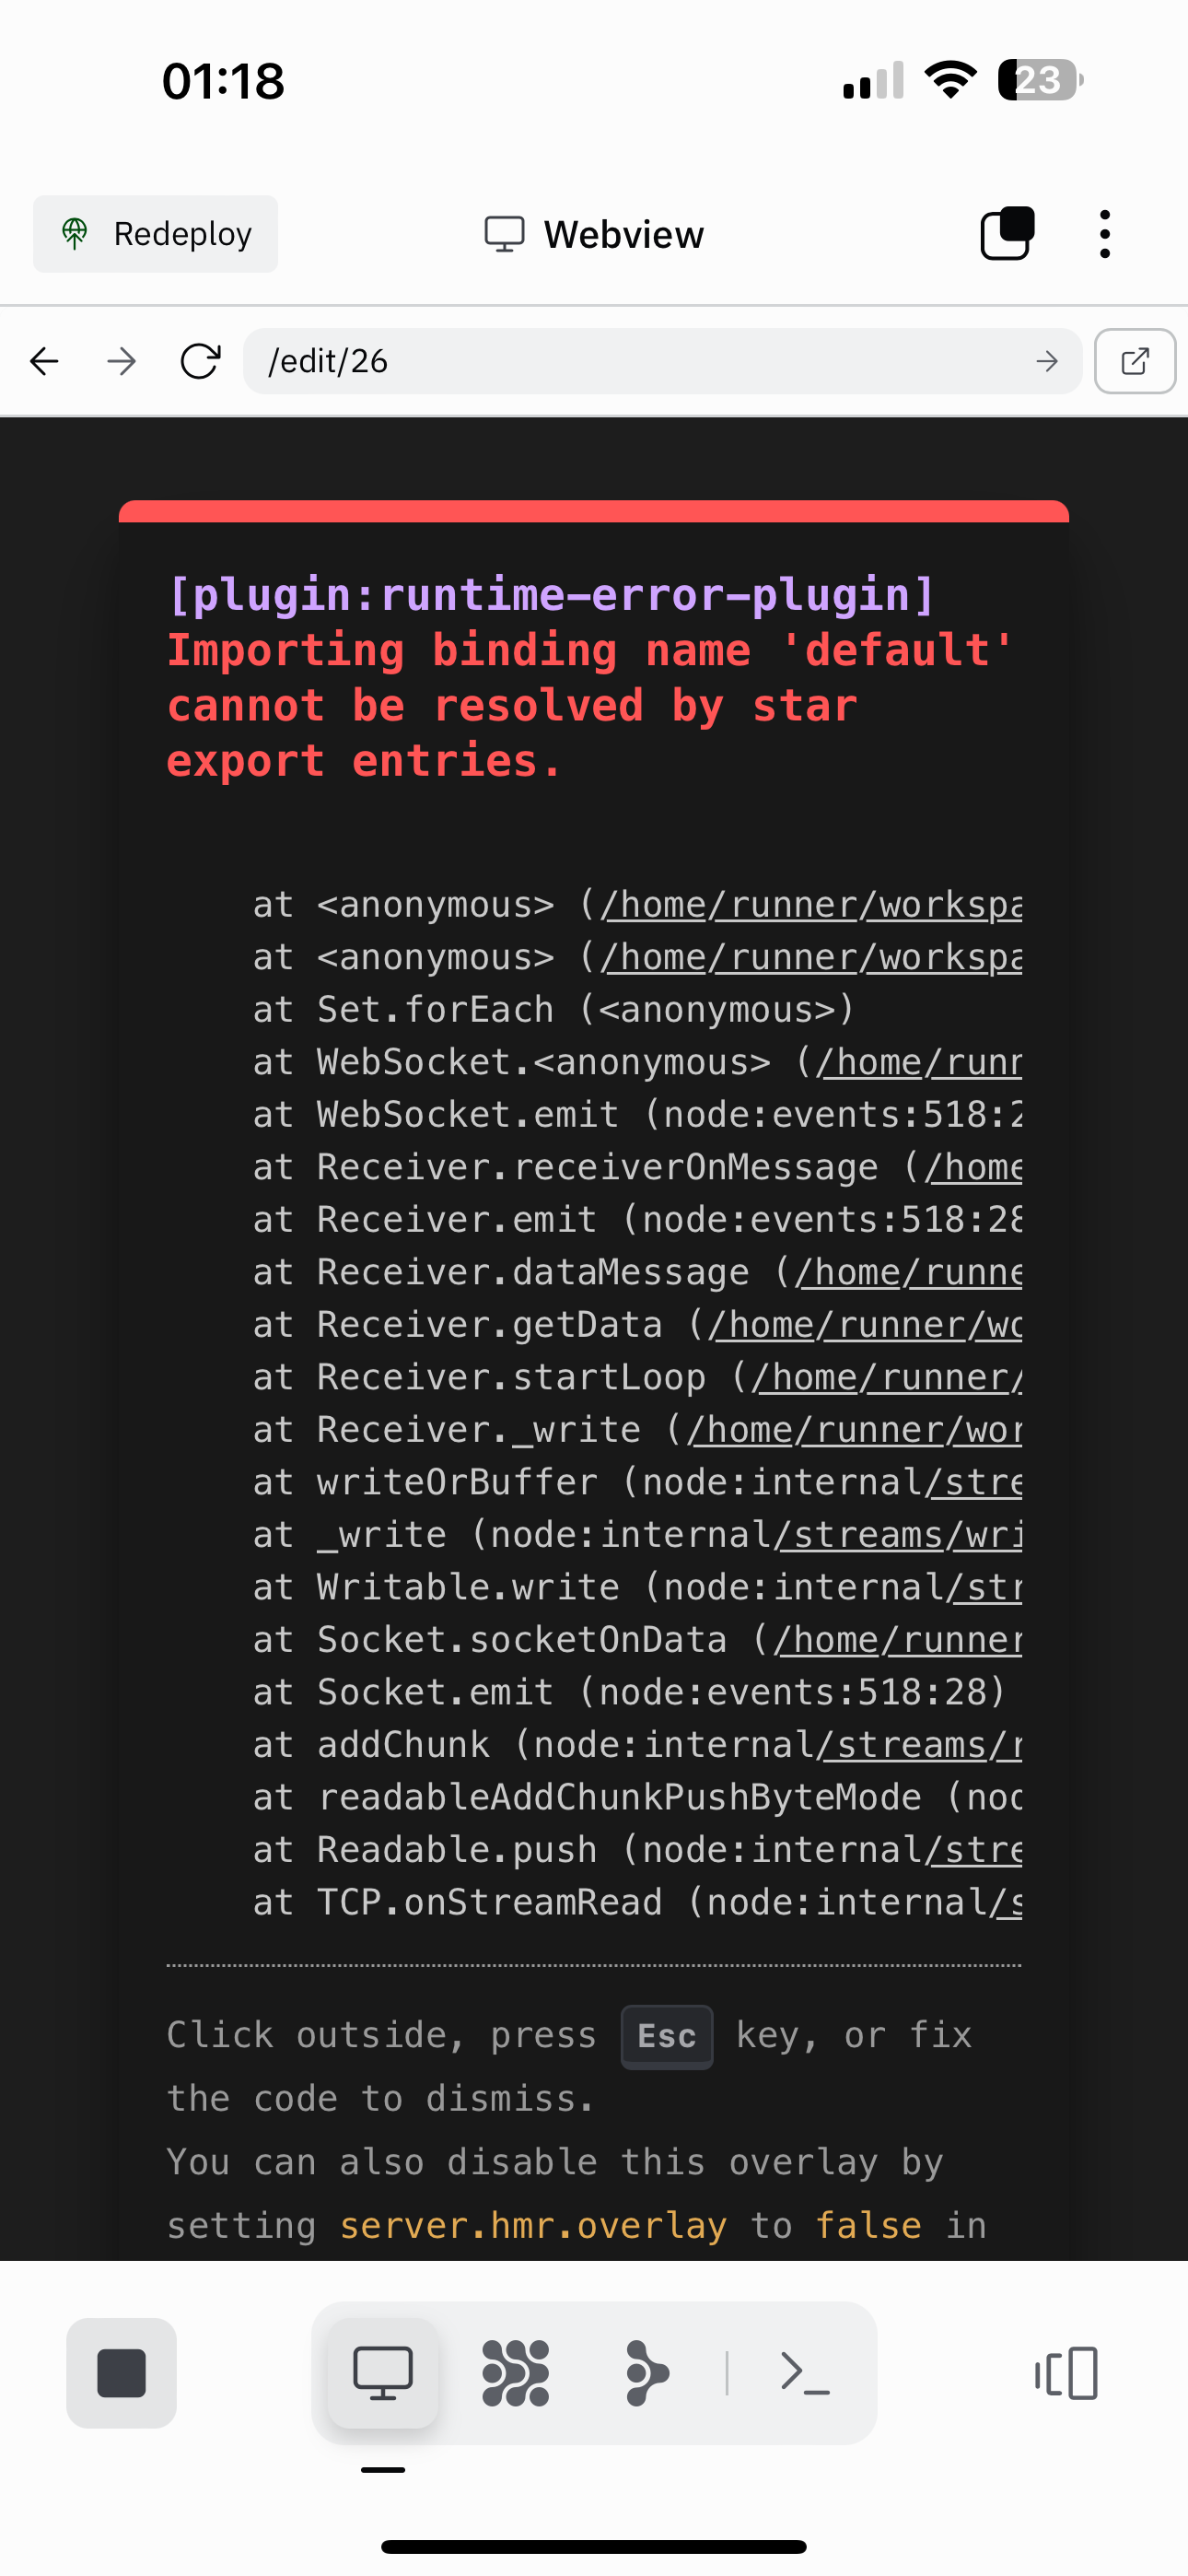 01:18
23
Redeploy
Webview
/edit/26
[plugin:runtime-error-plugin]
Importing binding name 'default'
cannot be resolved by star
export entries.
at <anonymous> (/home/runner/workspa
at <anonymous> (/home/runner/workspa
at Set.forEach (<anonymous>)
at WebSocket.<anonymous> (/home/runn
at WebSocket.emit (node:events:518:2
at Receiver.receiverOnMessage (/home
at Receiver.emit (node:events:518:28
at Receiver.dataMessage (/home/runne
at Receiver.getData (/home/runner/wo
at Receiver.startLoop (/home/runner/
at Receiver._write (/home/runner/wor
at writeOrBuffer (node:internal/stre
at _write (node:internal/streams/wri
at Writable.write (node:internal/str
at Socket.socketOnData (/home/runner
at Socket.emit (node:events:518:28)
at addChunk (node:internal/streams/r
at readableAddChunkPushByteMode (nod
at Readable.push (node:internal/stre
at TCP.onStreamRead (node:internal/s
Click outside, press Esc key, or fix
the code to dismiss.
You can also disable this overlay by
setting server.hmr.overlay to false in